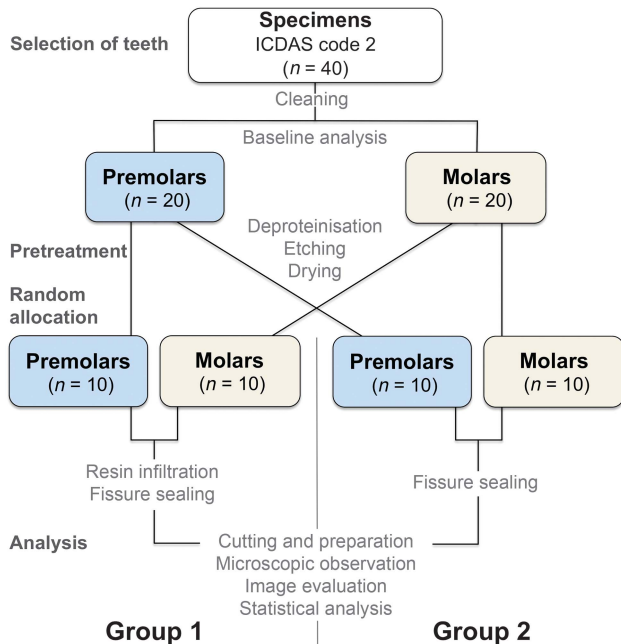 Specimens
Selection of teeth
ICDAS code 2
(n = 40)
Cleaning
Baseline analysis
Premolars
(n = 20)
Molars
(n = 20)
Deproteinisation
Pretreatment
Etching
Drying
Random
allocation
Premolars
(n = 10)
Molars
(n = 10)
Premolars
(n = 10)
Molars
(n = 10)
Resin infiltration
Fissure sealing
Fissure sealing
Analysis
Cutting and preparation
Microscopic observation
Image evaluation
Statistical analysis
Group 1
Group 2